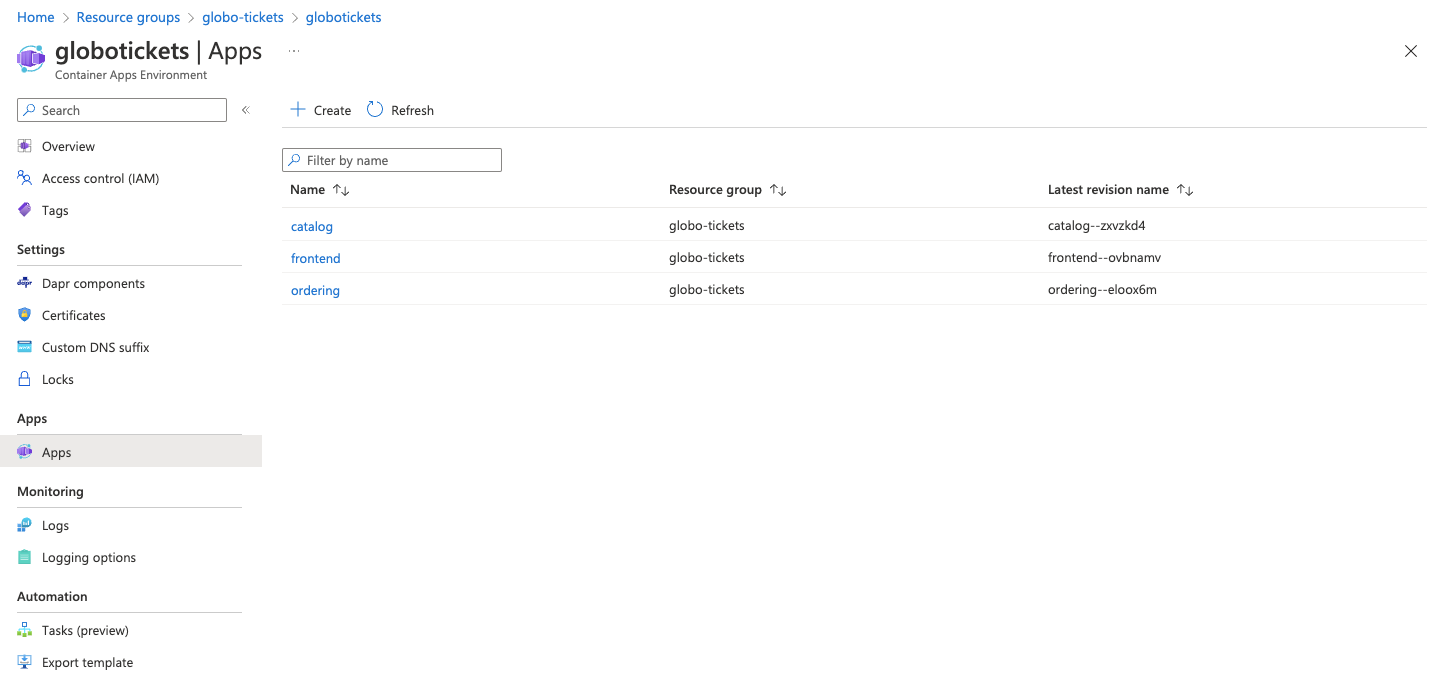 Home > Resource groups > globo-tickets > globotickets
globotickets | Apps ...
Container Apps Environment
Search «
Overview
Access control (IAM)
Tags
Settings
Dapr components
Certificates
Custom DNS suffix
Locks
Apps
Apps
Monitoring
Logs
Logging options
Automation
Tasks (preview)
Export template
Create Refresh
Filter by name
Name ↑↓ Resource group ↑↓ Latest revision name ↑↓
catalog globo-tickets catalog--zxvzkd4
frontend globo-tickets frontend--ovbnamv
ordering globo-tickets ordering--eloox6m